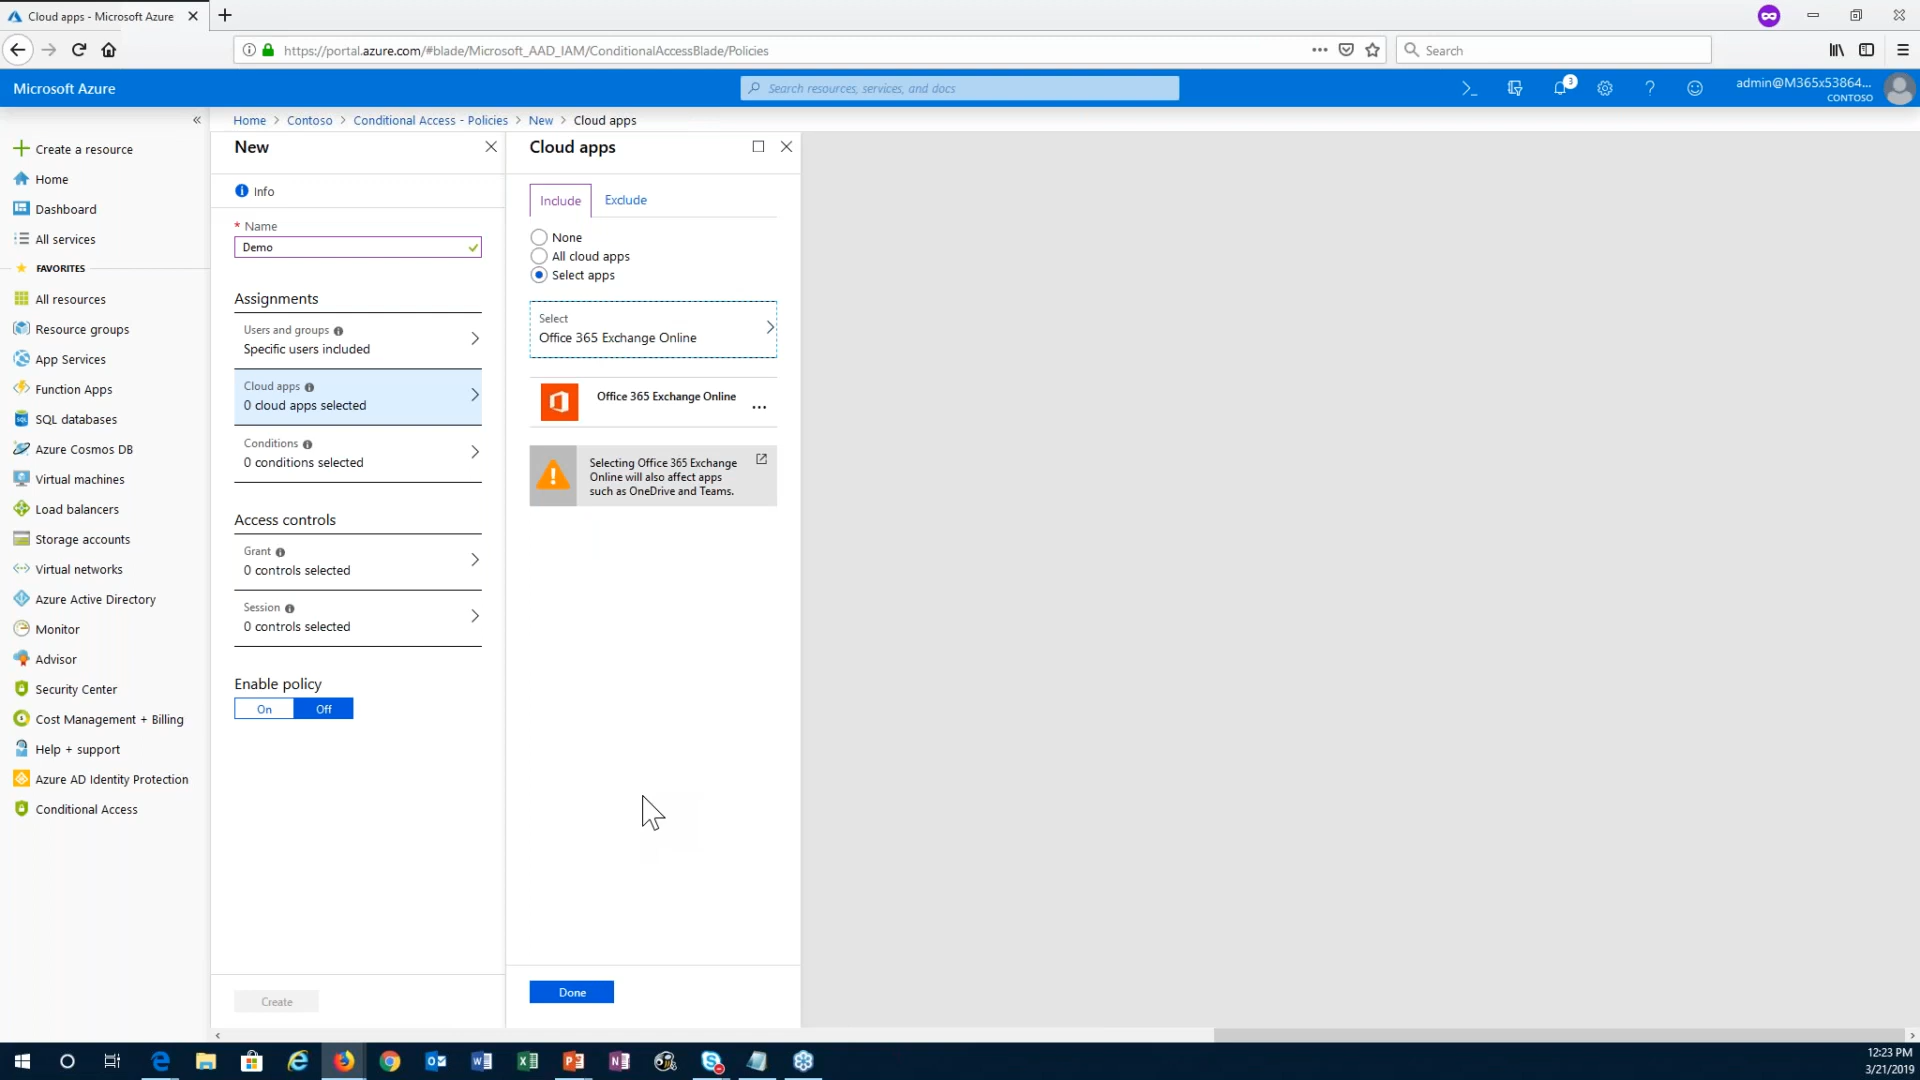 Cloud apps - Microsoft Azure
https://portal.azure.com/#blade/Microsoft_AAD_IAM/ConditionalAccessBlade/Policies
Search
Microsoft Azure
Search resources, services, and docs
3
admin@M365x53864...
CONTOSO
Home > Contoso > Conditional Access - Policies > New > Cloud apps
Create a resource
Home
Dashboard
All services
FAVORITES
All resources
Resource groups
App Services
Function Apps
SQL databases
Azure Cosmos DB
Virtual machines
Load balancers
Storage accounts
Virtual networks
Azure Active Directory
Monitor
Advisor
Security Center
Cost Management + Billing
Help + support
Azure AD Identity Protection
Conditional Access
New
Info
* Name
Demo
Assignments
Users and groups
Specific users included
Cloud apps
0 cloud apps selected
Conditions
0 conditions selected
Access controls
Grant
0 controls selected
Session
0 controls selected
Enable policy
On Off
Create
Cloud apps
Include Exclude
None
All cloud apps
Select apps
Select
Office 365 Exchange Online
Office 365 Exchange Online
...
Selecting Office 365 Exchange
Online will also affect apps
such as OneDrive and Teams.
Done
12:23 PM
3/21/2019